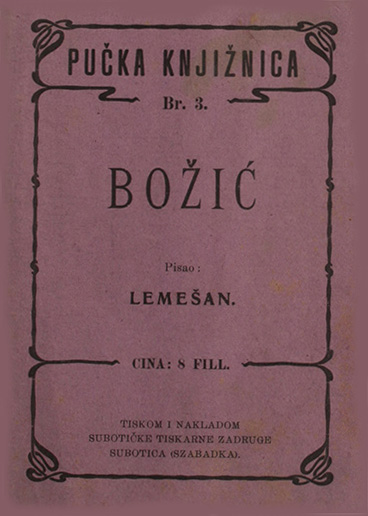 PUČKA KNJIŽNICA
Br. 3.
BOŽIĆ
Pisao:
LEMEŠAN.
CINA: 8 FILL.
TISKOM I NAKLADOM
SUBOTIČKE TISKARNE ZADRUGE
SUBOTICA (SZABADKA).